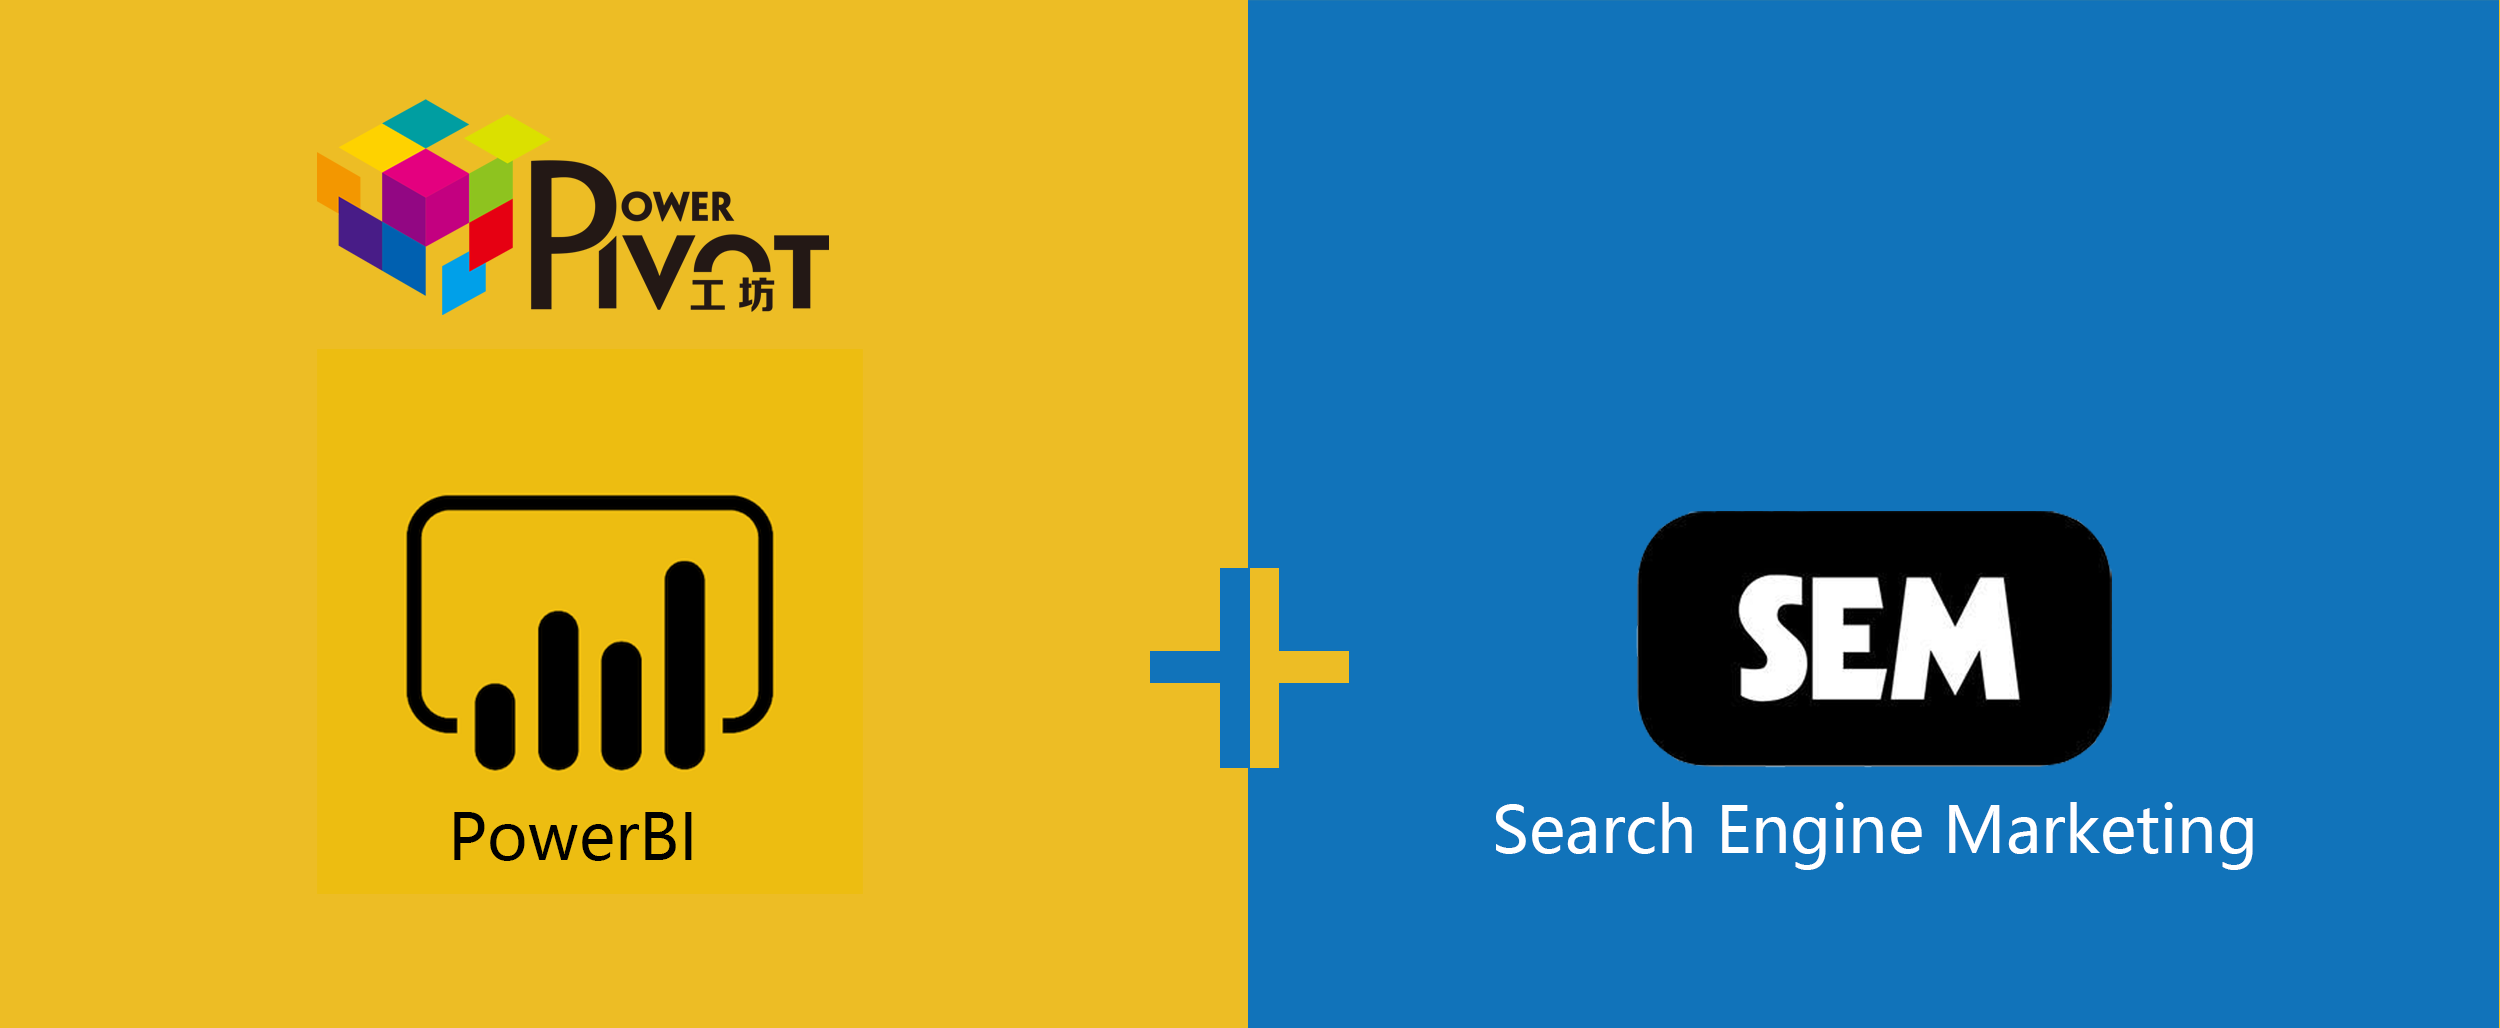 POWER
PIVOT
工坊
PowerBI
SEM
Search Engine Marketing